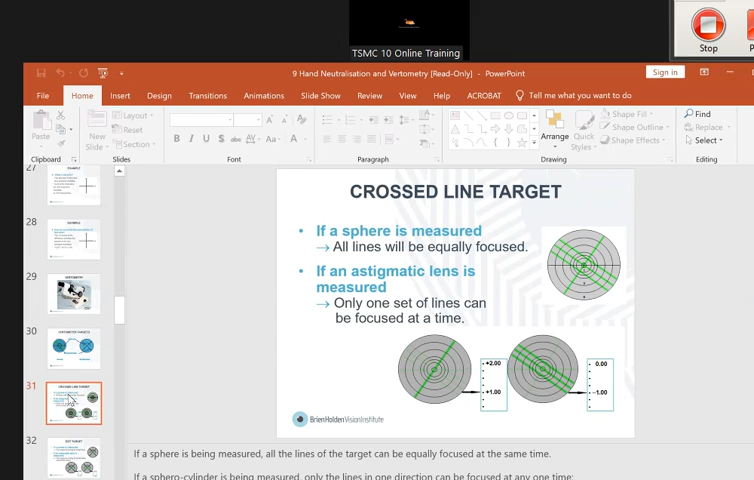 TSMC 10 Online Training
Stop
9 Hand Neutralisation and Vertometry [Read-Only] - PowerPoint
Sign in
File Home Insert Design Transitions Animations Slide Show Review View Help ACROBAT Tell me what you want to do
Paste
New
Slide
Layout
Reset
Section
B I U S abc AV Aa A
Arrange
Quick
Styles
Shape Fill
Shape Outline
Shape Effects
Find
Replace
Select
Clipboard Slides Font Paragraph Drawing Editing
27
28
EXAMPLE
29
30
31
CROSSED LINE TARGET
32
CROSSED LINE TARGET
• If a sphere is measured
→ All lines will be equally focused.
• If an astigmatic lens is
measured
→ Only one set of lines can
be focused at a time.
+2.00
+1.00
0.00
-1.00
BrienHoldenVisionInstitute
If a sphere is being measured, all the lines of the target can be equally focused at the same time.
If a sphero-cylinder is being measured, only the lines in one direction can be focused at any one time: